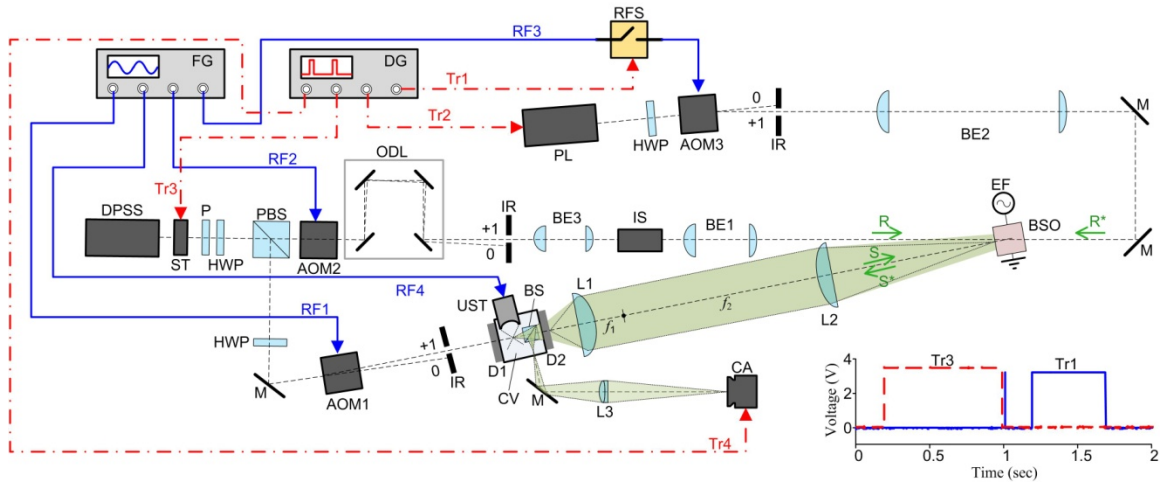 RFS
RF3
FG
DG
Tr1
Tr2
0
+1
HWP
AOM3
IR
PL
BE2
M
ODL
RF2
Tr3
DPSS
P
PBS
IR
+1
0
BE3
IS
BE1
EF
R
BSO
R*
M
ST
HWP
AOM2
S
S*
RF4
UST
BS
L1
f1
f2
L2
RF1
HWP
+1
0
IR
D1
D2
CV
M
M
AOM1
L3
CA
Tr4
4
Tr3
Tr1
2
0
Voltage (V)
0
0.5
1
1.5
2
Time (sec)